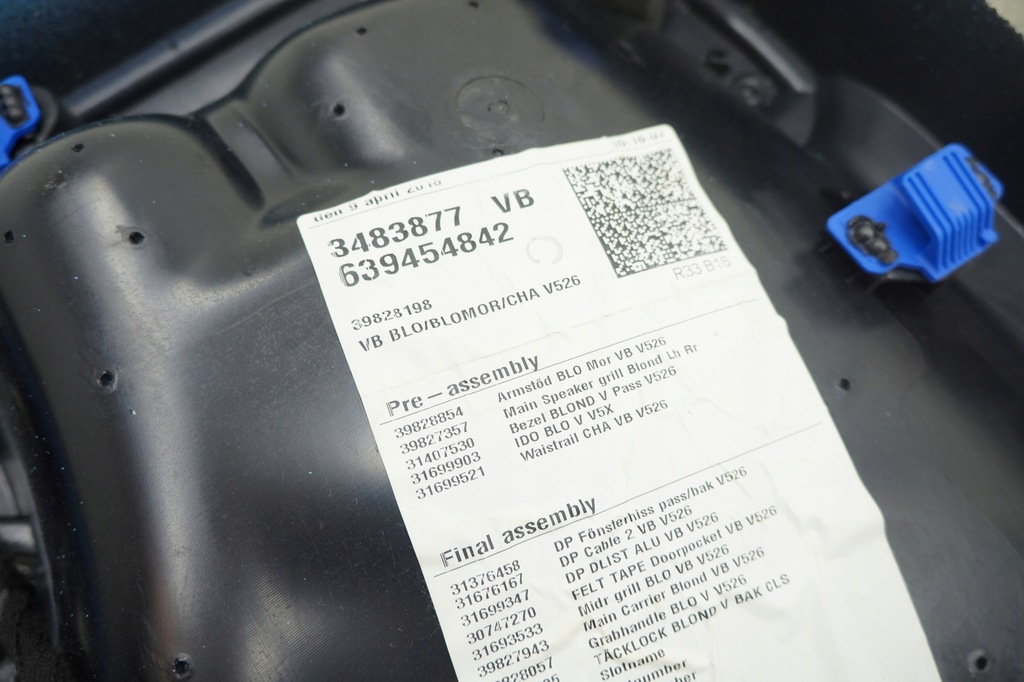 Gen 9 april 2018
3483877 VB
639454842
R33 B16
39828198
VB BLO/BLOMOR/CHA V526
Pre-assembly
39828854 Armstöd BLO Mor VB V526
39827357 Main Speaker grill Blond Lh Rr
31407530 Bezel BLOND V Pass V526
31699903 IDO BLO V V5X
31699521 Waistrail CHA VB V526
Final assembly
31376458 DP Fönsterhiss pass/bak V526
31676167 DP Cable 2 VB V526
31699347 DP DLIST ALU VB V526
30747270 FELT TAPE Doorpocket VB V526
31693533 Midr grill BLO VB V526
39827943 Main Carrier Blond VB V526
Grabhandle BLO V V526
TÄCKLOCK BLOND V BAK CLS
Slotname